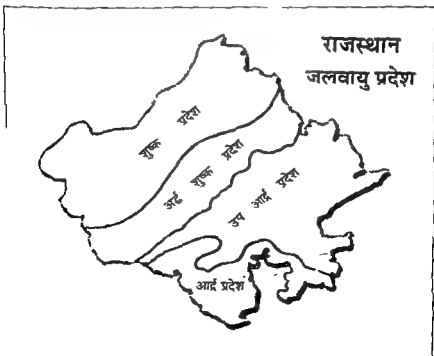 राजस्थान
जलवायु प्रदेश
शुष्क प्रदेश
अर्द्ध शुष्क प्रदेश
उप आर्द्र प्रदेश
आर्द्र प्रदेश